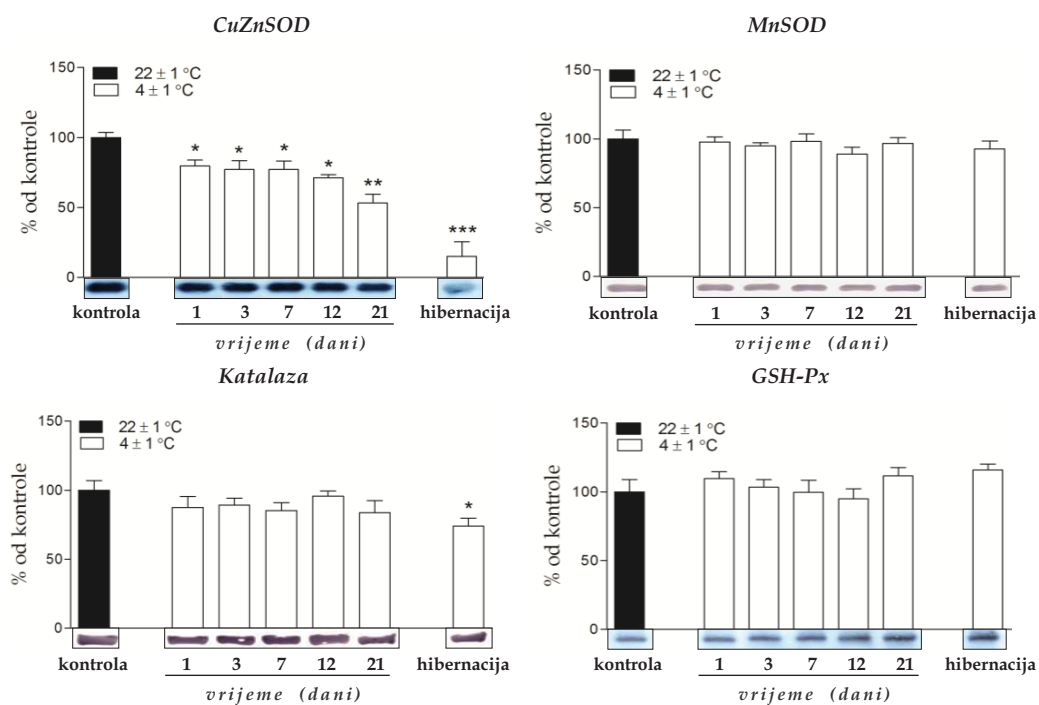 CuZnSOD
150
22 ± 1 °C
4 ± 1 °C
100
50
0
% od kontrole
* * * * ** ***
kontrola 1 3 7 12 21 hibernacija
vrijeme (dani)
MnSOD
150
22 ± 1 °C
4 ± 1 °C
100
50
0
% od kontrole
kontrola 1 3 7 12 21 hibernacija
vrijeme (dani)
Katalaza
150
22 ± 1 °C
4 ± 1 °C
100
50
0
% od kontrole
*
kontrola 1 3 7 12 21 hibernacija
vrijeme (dani)
GSH-Px
150
22 ± 1 °C
4 ± 1 °C
100
50
0
% od kontrole
kontrola 1 3 7 12 21 hibernacija
vrijeme (dani)